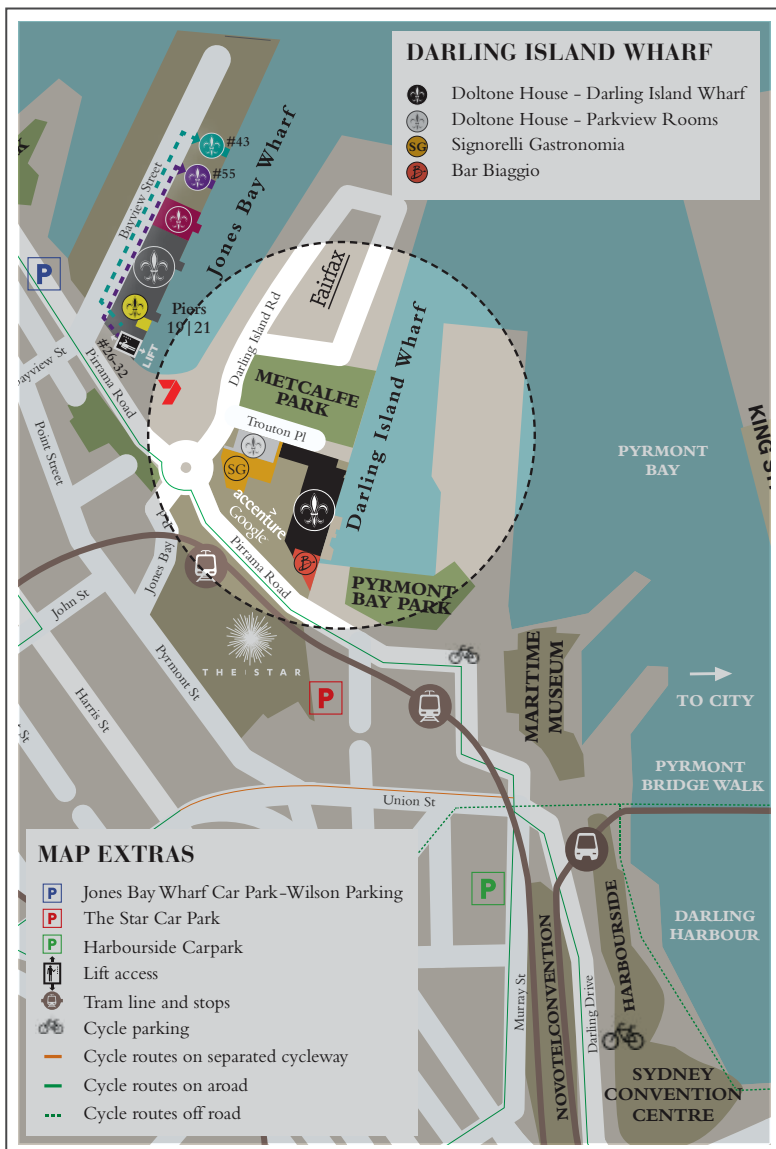 DARLING ISLAND WHARF
Doltone House - Darling Island Wharf
Doltone House - Parkview Rooms
SG
Signorelli Gastronomia
B
Bar Biaggio
#43
#55
Bayview Street
Jones Bay Wharf
P
Piers
19|21
LIFT
#26-32
Bayview St
Pirrama Road
Point Street
7
Darling Island Rd
Fairfax
METCALFE
PARK
Trouton Pl
SG
Darling Island Wharf
accenture
Google
B
Pirrama Road
Jones Bay Rd
PYRMONT
BAY PARK
PYRMONT
BAY
KING ST
John St
THE STAR
Pyrmont St
Harris St
P
MARITIME
MUSEUM
TO CITY
PYRMONT
BRIDGE WALK
Union St
P
DARLING
HARBOUR
HARBOURSIDE
NOVOTELCONVENTION
Murray St
Darling Drive
SYDNEY
CONVENTION
CENTRE
MAP EXTRAS
P
Jones Bay Wharf Car Park-Wilson Parking
P
The Star Car Park
P
Harbourside Carpark
Lift access
Tram line and stops
Cycle parking
Cycle routes on separated cycleway
Cycle routes on aroad
Cycle routes off road